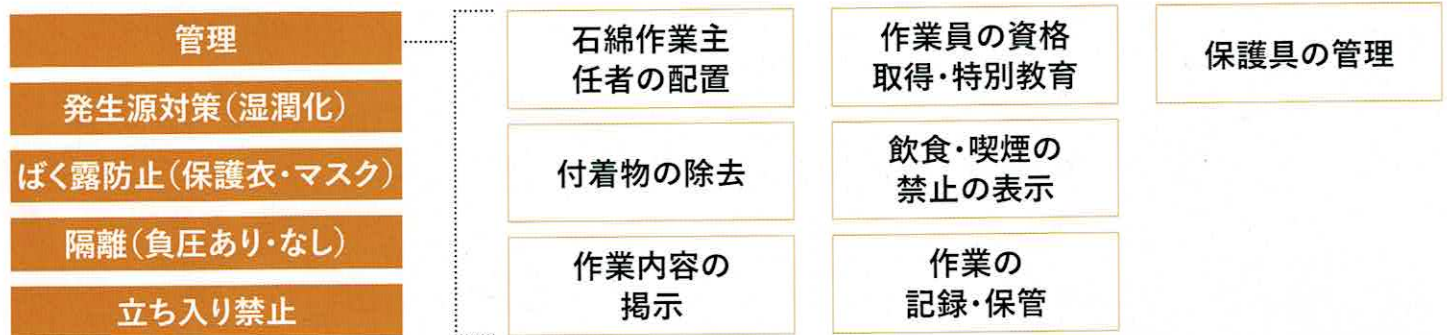 管理
発生源対策(湿潤化)
ばく露防止(保護衣・マスク)
隔離(負圧あり・なし)
立ち入り禁止
石綿作業主
任者の配置
作業員の資格
取得・特別教育
保護具の管理
付着物の除去
飲食・喫煙の
禁止の表示
作業内容の
掲示
作業の
記録・保管